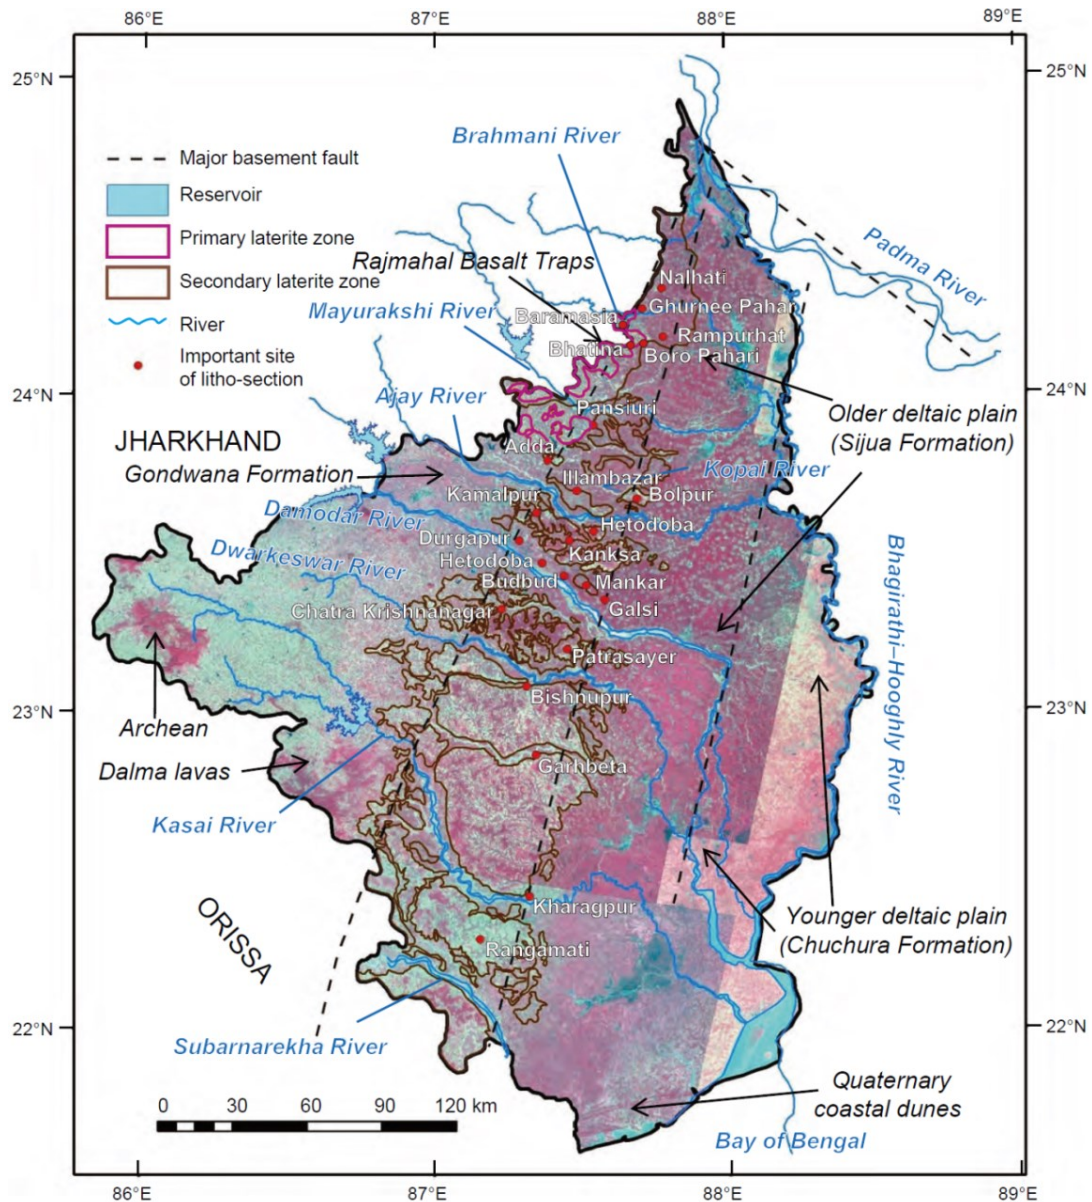 86°E 87°E 88°E 89°E
25°N 25°N
Brahmani River
Major basement fault
Reservoir
Primary laterite zone
Padma River
Rajmahal Basalt Traps
Secondary laterite zone
Nalhati
Mayurakshi River
Ghurnee Pahar
Baramasia
River
Rampurhat
Bhatina
Boro Pahari
Important site
of litho-section
24°N 24°N
Ajay River
Pansiuri
Older deltaic plain
(Sijua Formation)
JHARKHAND
Adda
Gondwana Formation
Illambazar
Kopai River
Kamalpur
Bolpur
Damodar River
Hetodoba
Durgapur
Kanksa
Dwarkeswar River
Hetodoba
Budbud
Mankar
Galsi
Chatra Krishnanagar
Bhagirathi–Hooghly River
Patrasayer
Bishnupur
23°N 23°N
Archean
Dalma lavas
Garhbeta
Kasai River
Kharagpur
ORISSA
Younger deltaic plain
(Chuchura Formation)
Rangamati
22°N 22°N
Subarnarekha River
Quaternary
coastal dunes
0 30 60 90 120 km
Bay of Bengal
86°E 87°E 88°E 89°E